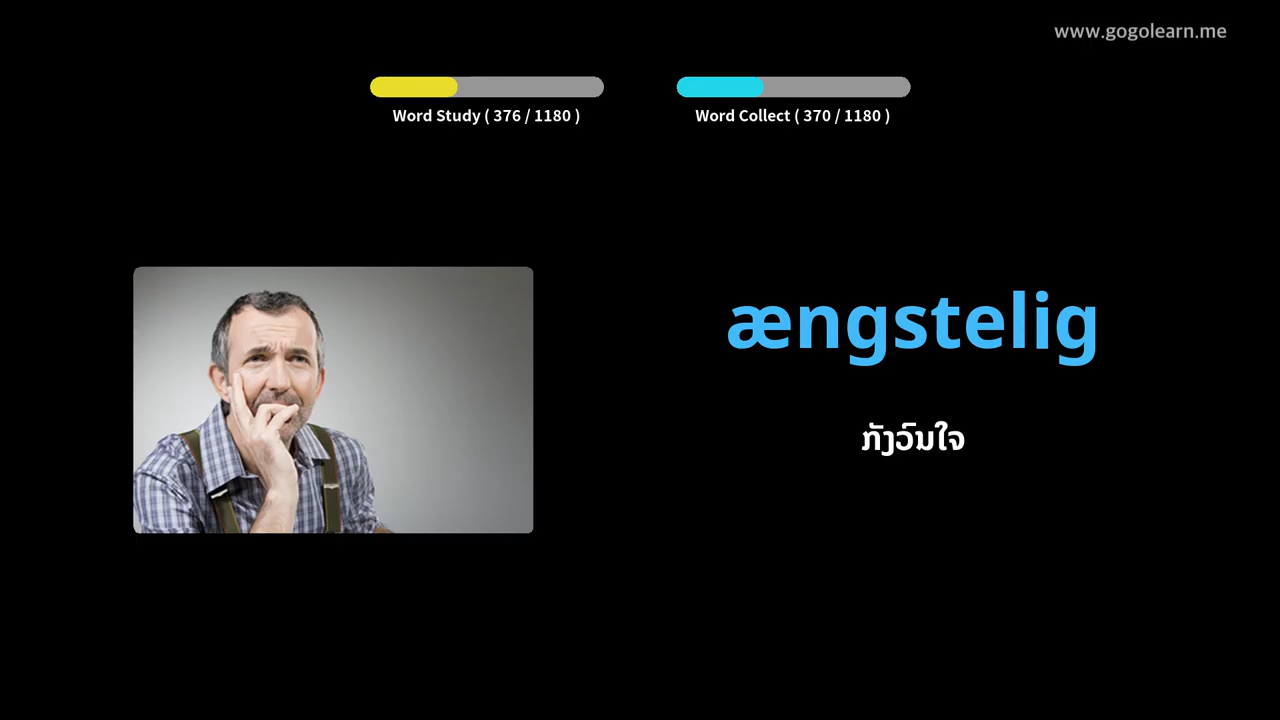 www.gogolearn.me
Word Study ( 376 / 1180 )
Word Collect ( 370 / 1180 )
ængstelig
ກັງວົນໃຈ